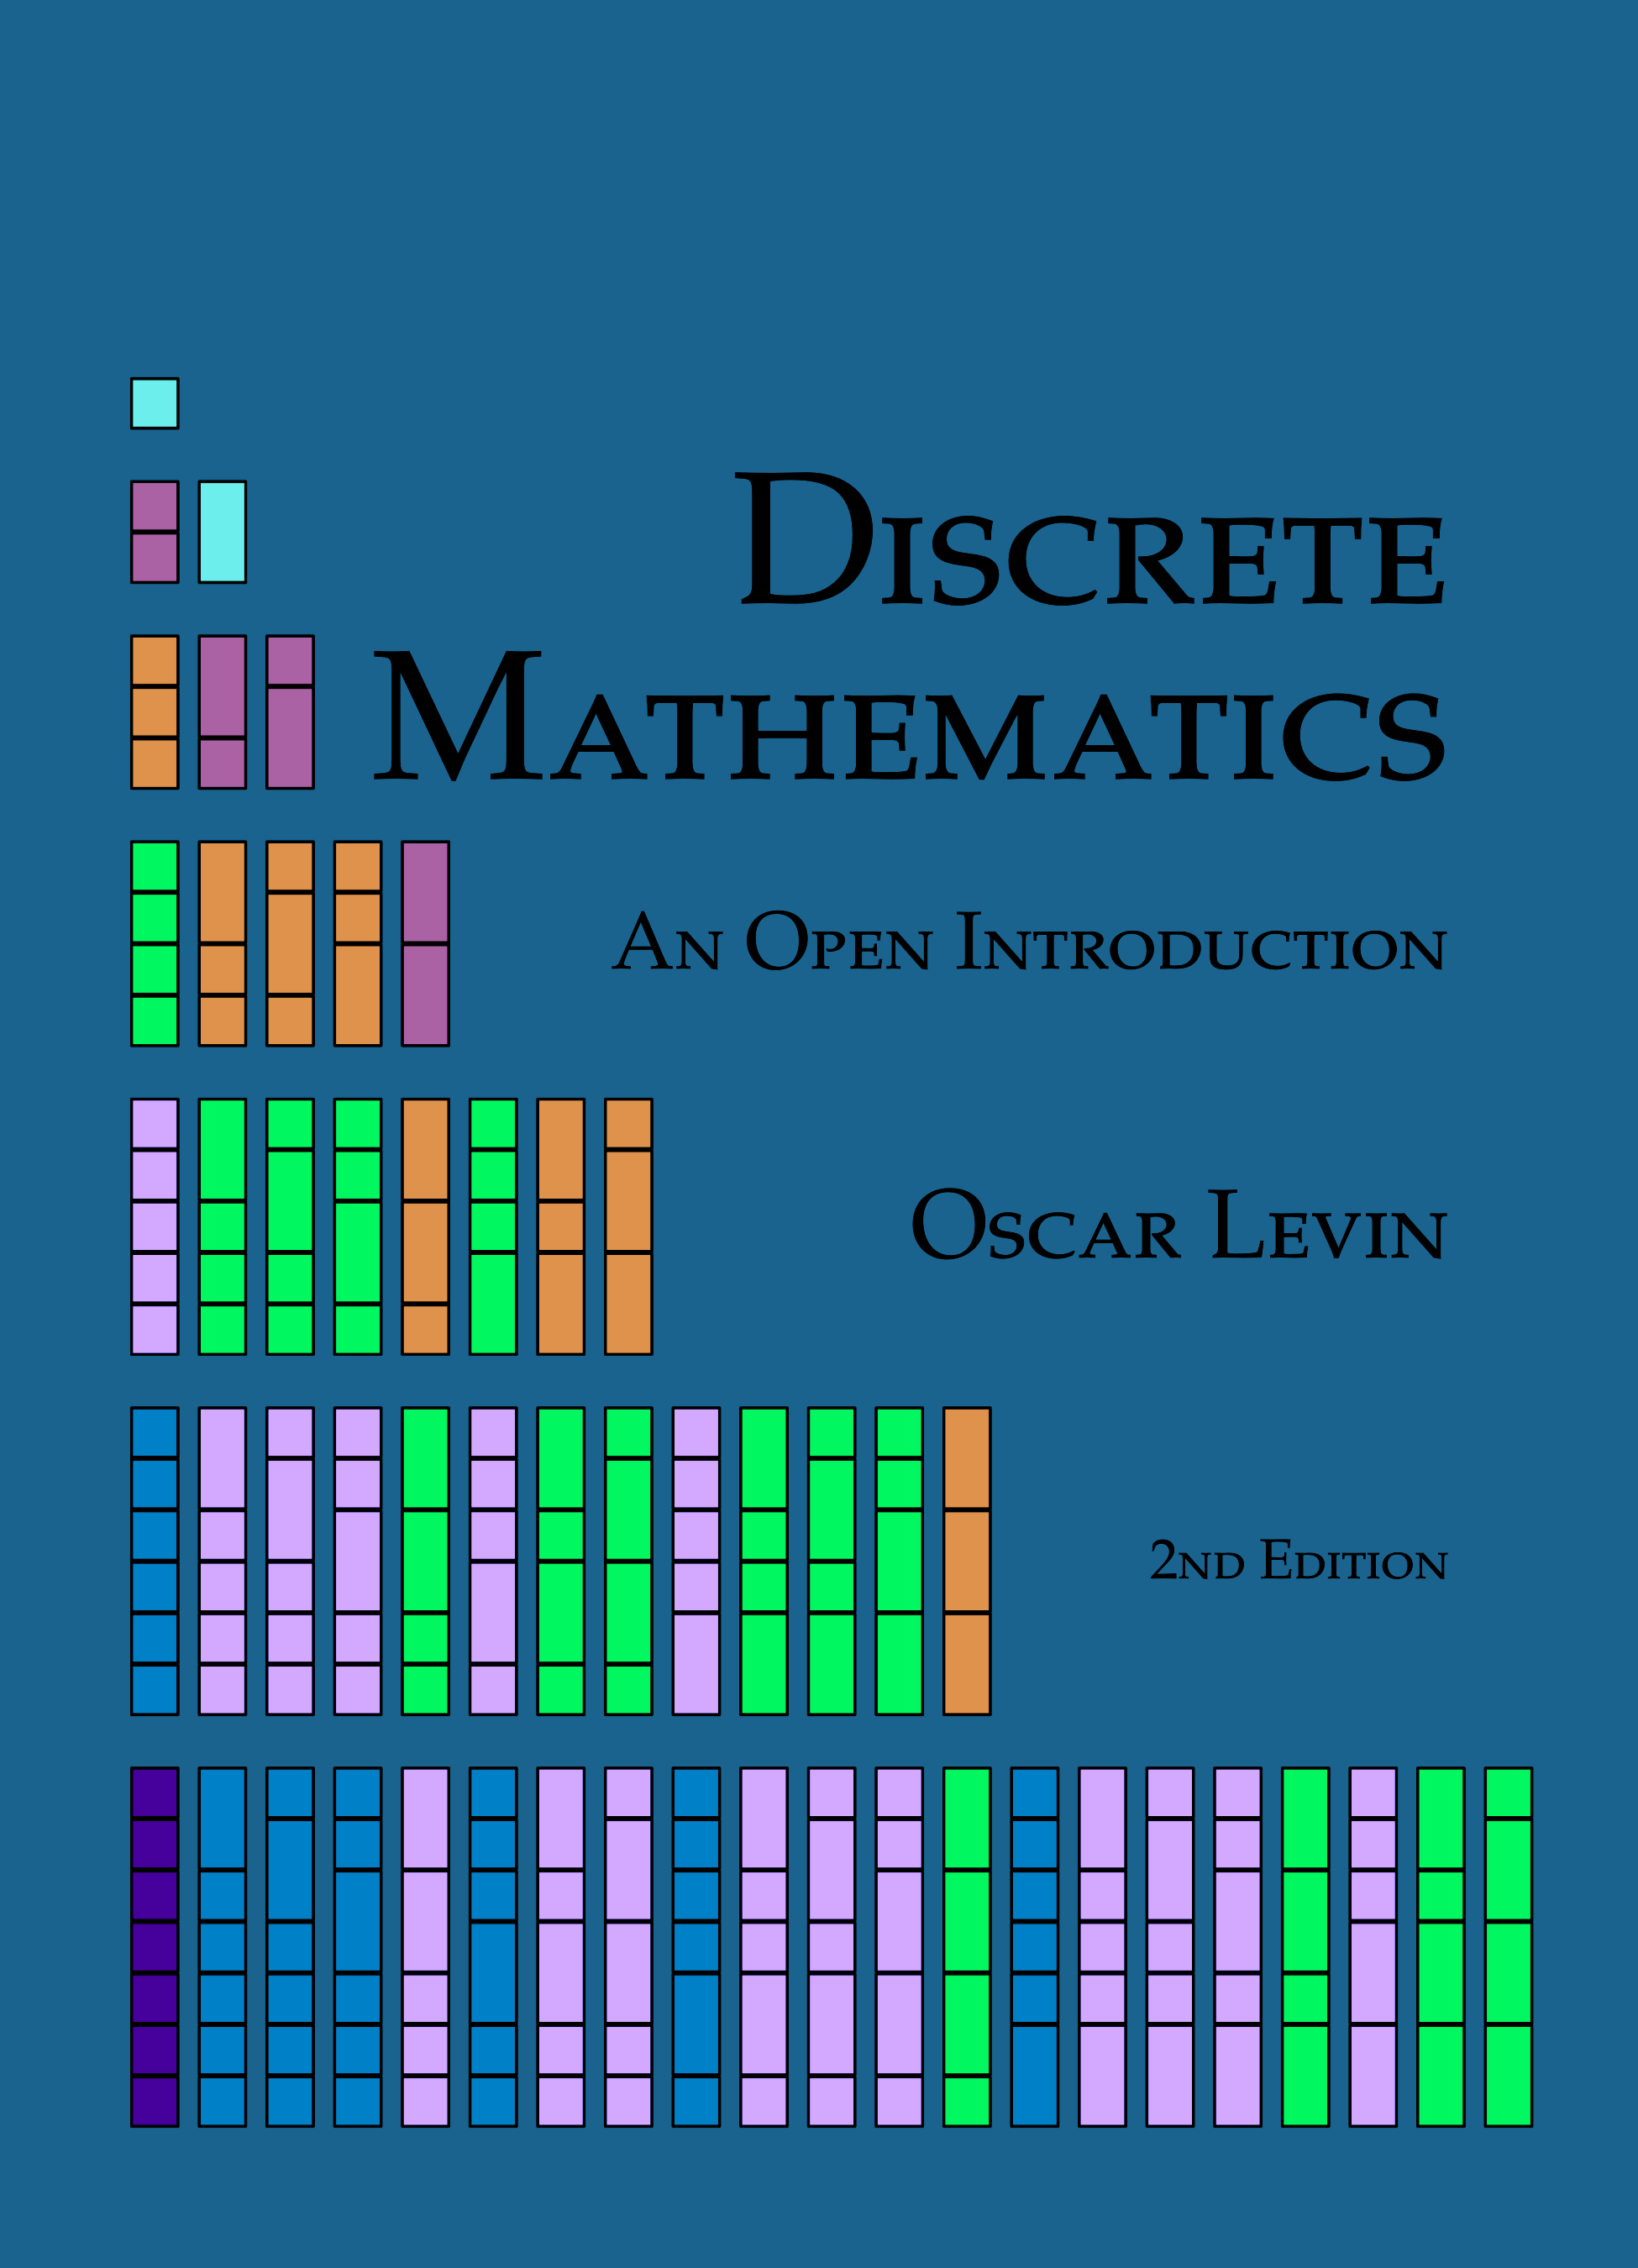 Discrete
Mathematics
An Open Introduction
Oscar Levin
2nd Edition